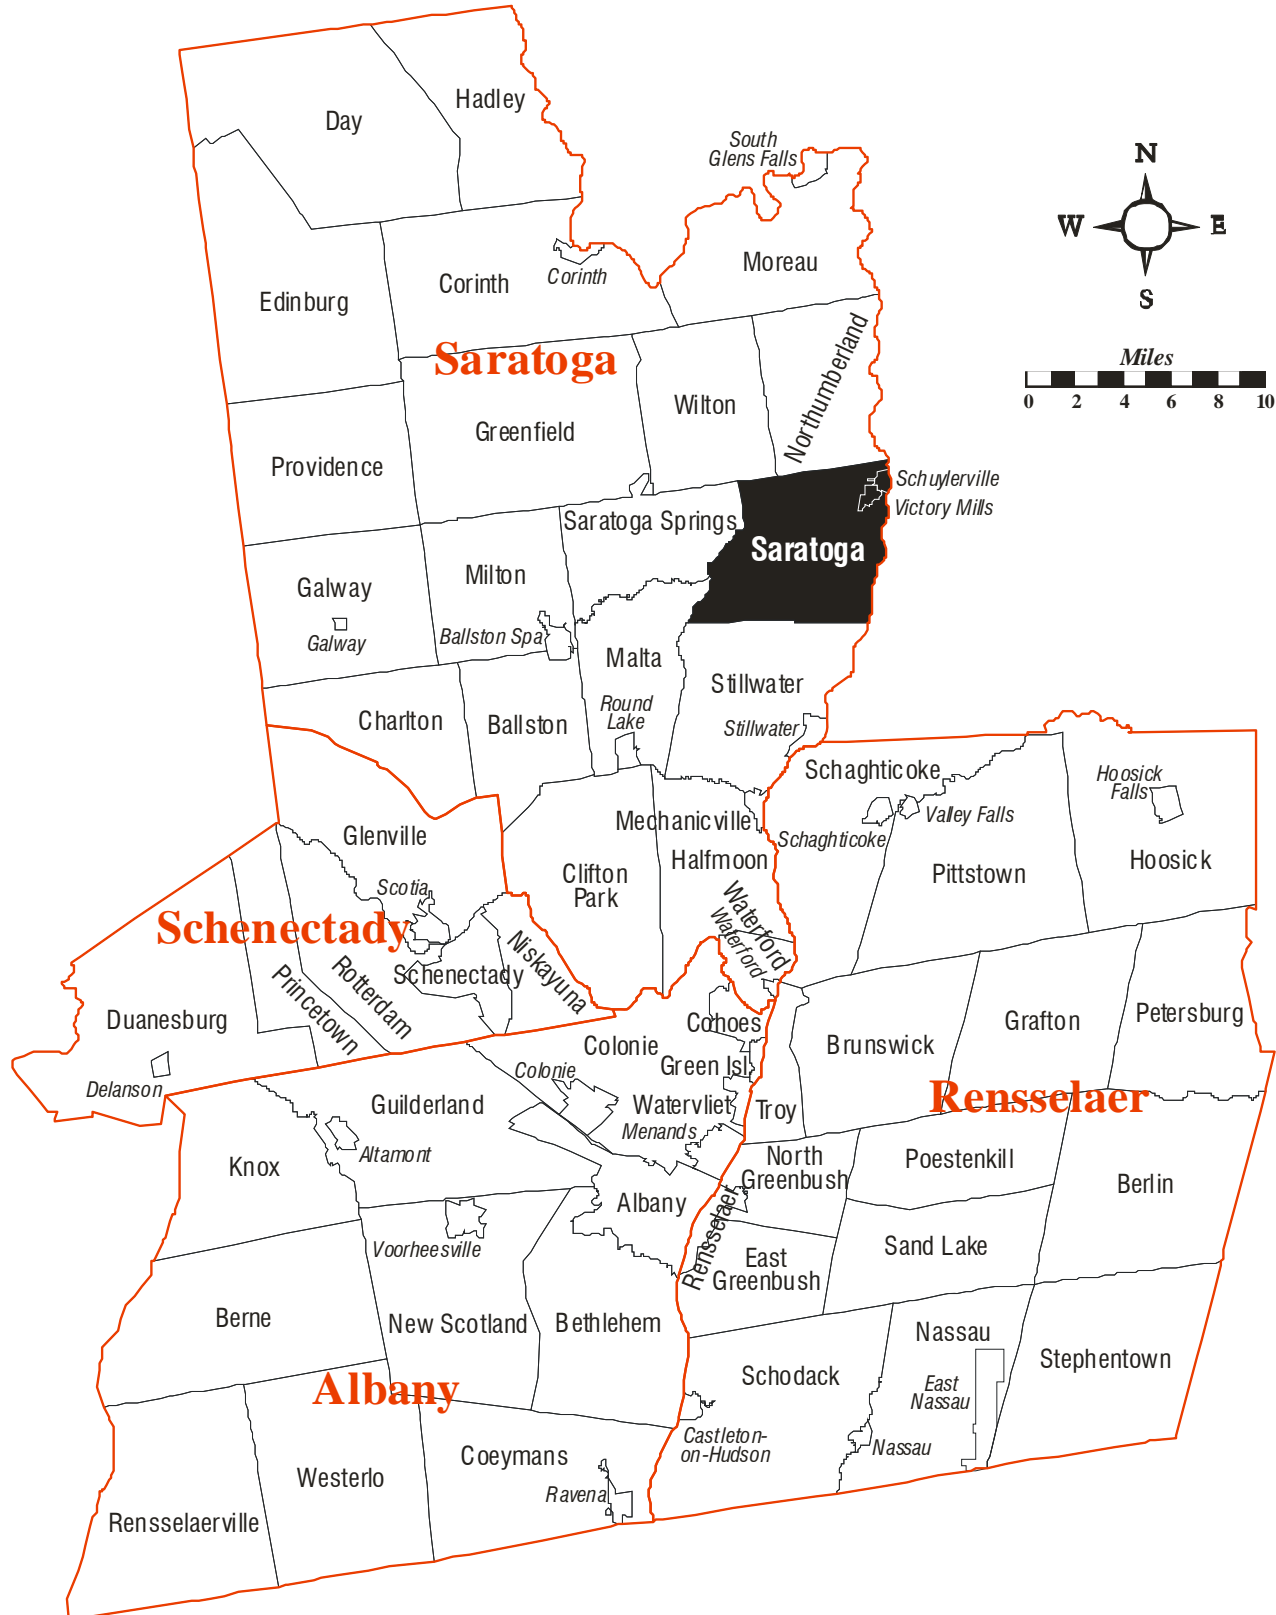 Hadley
Day
South
Glens Falls
N
W
E
S
Moreau
Corinth
Corinth
Edinburg
Saratoga
Miles
0 2 4 6 8 10
Northumberland
Wilton
Greenfield
Providence
Schuylerville
Victory Mills
Saratoga Springs
Saratoga
Milton
Galway
Galway
Ballston Spa
Malta
Stillwater
Round
Lake
Stillwater
Charlton
Ballston
Schaghticoke
Hoosick
Falls
Valley Falls
Mechanicville
Schaghticoke
Glenville
Halfmoon
Hoosick
Clifton
Park
Pittstown
Scotia
Waterford
Waterford
Schenectady
Niskayuna
Schenectady
Rotterdam
Princetown
Duanesburg
Cohoes
Petersburg
Grafton
Colonie
Brunswick
Green Isl.
Colonie
Delanson
Rensselaer
Guilderland
Watervliet
Troy
Menands
Altamont
North
Greenbush
Poestenkill
Knox
Berlin
Albany
Rensselaer
Voorheesville
Sand Lake
East
Greenbush
Berne
New Scotland
Bethlehem
Nassau
Stephentown
Schodack
Albany
East
Nassau
Castleton-
on-Hudson
Nassau
Coeymans
Westerlo
Ravena
Rensselaerville